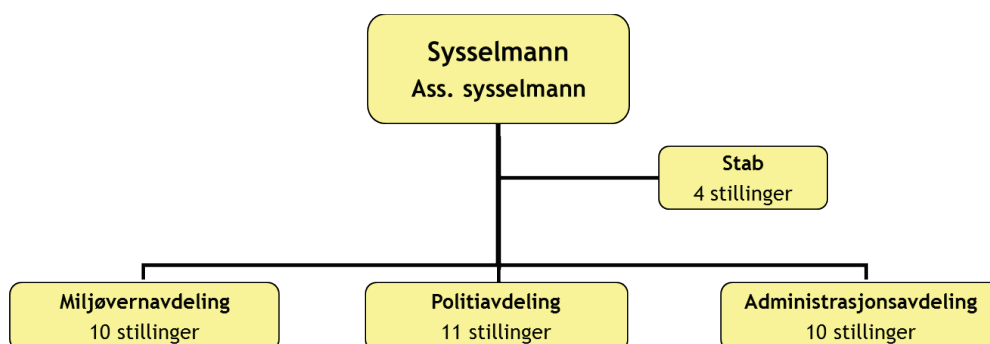 Sysselmann
Ass. sysselmann
Stab
4 stillinger
Miljøvernavdeling
10 stillinger
Politiavdeling
11 stillinger
Administrasjonsavdeling
10 stillinger